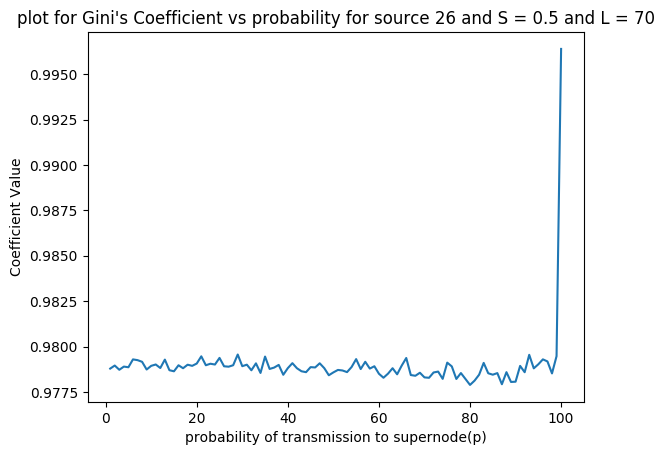 plot for Gini's Coefficient vs probability for source 26 and S = 0.5 and L = 70
0.9950
0.9925
0.9900
0.9875
0.9850
0.9825
0.9800
0.9775
Coefficient Value
0 20 40 60 80 100
probability of transmission to supernode(p)